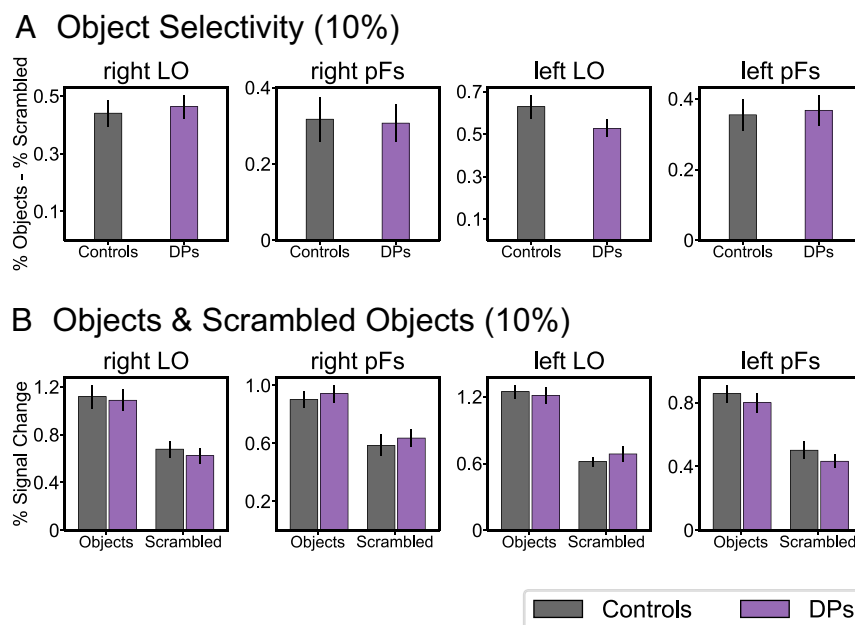 A Object Selectivity (10%)
right LO
right pFs
left LO
left pFs
% Objects - % Scrambled
0.5
0.3
0.1
Controls DPs
0.4
0.2
0
Controls DPs
0.7
0.5
0.3
0.1
Controls DPs
0.4
0.2
0
Controls DPs
B Objects & Scrambled Objects (10%)
right LO
right pFs
left LO
left pFs
% Signal Change
1.2
0.8
0.4
0
Objects Scrambled
1.0
0.6
0.2
Objects Scrambled
1.2
0.6
0
Objects Scrambled
0.8
0.4
0
Objects Scrambled
Controls DPs